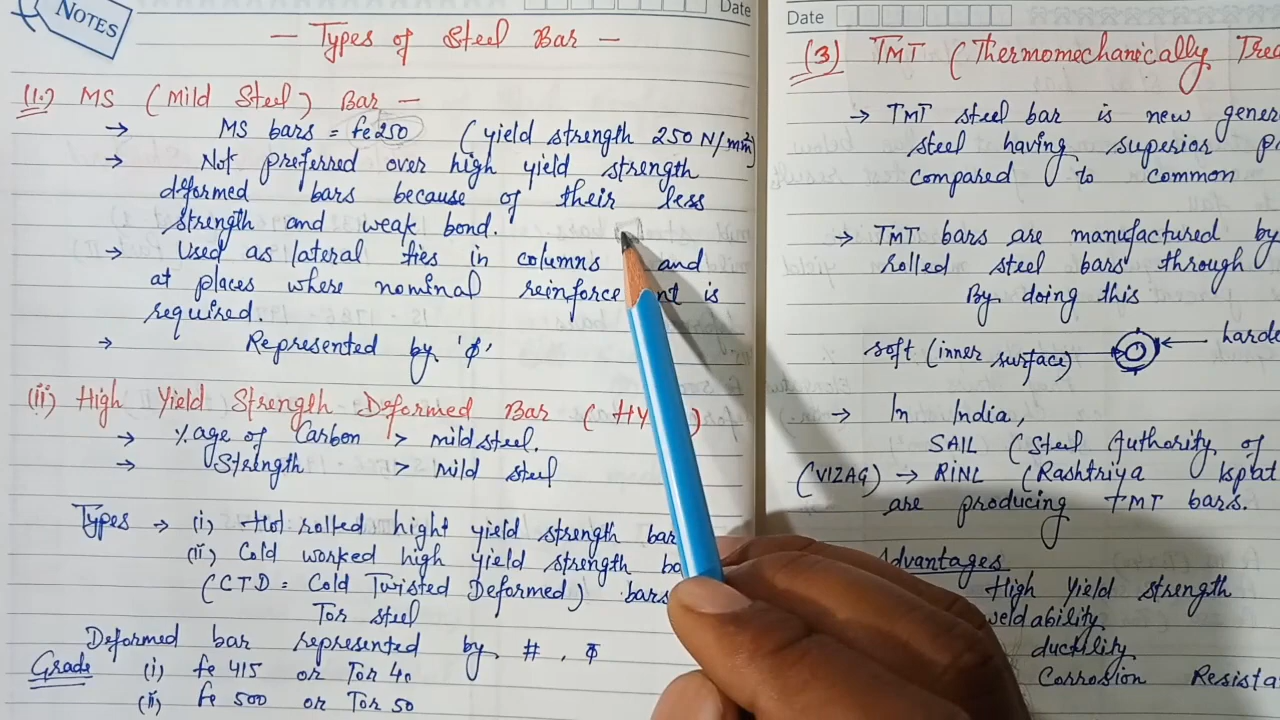 NOTES
Date
— Types of Steel Bar —
(1.) MS (Mild Steel) Bar —
→ MS bars = fe 250 (yield strength 250 N/mm²)
→ Not preferred over high yield strength
deformed bars because of their less
strength and weak bond.
→ Used as lateral ties in columns and
at places where nominal reinforce nt is
required.
→ Represented by 'ϕ'
(ii) High Yield Strength Deformed Bar (HY )
→ %age of Carbon > mild steel.
→ Strength > mild steel
Types → (i) Hot rolled hight yield strength bar
(ii) Cold worked high yield strength ba
(CTD = Cold Twisted Deformed) bars
Tor steel
Deformed bar represented by #, ϕ
Grade (i) fe 415 or Tor 40
(ii) fe 500 or Tor 50
Date
(3) TMT (Thermomechanically Trea
→ TMT steel bar is new gener
steel having superior p
compared to common
→ TMT bars are manufactured by
rolled steel bars through
By doing this
soft (inner surface) → ← harde
→ In India,
SAIL (Steel Authority of
(VIZAG) → RINL (Rashtriya Ispat
are producing TMT bars.
Advantages
High Yield strength
weldability
ductility
Corrosion Resista